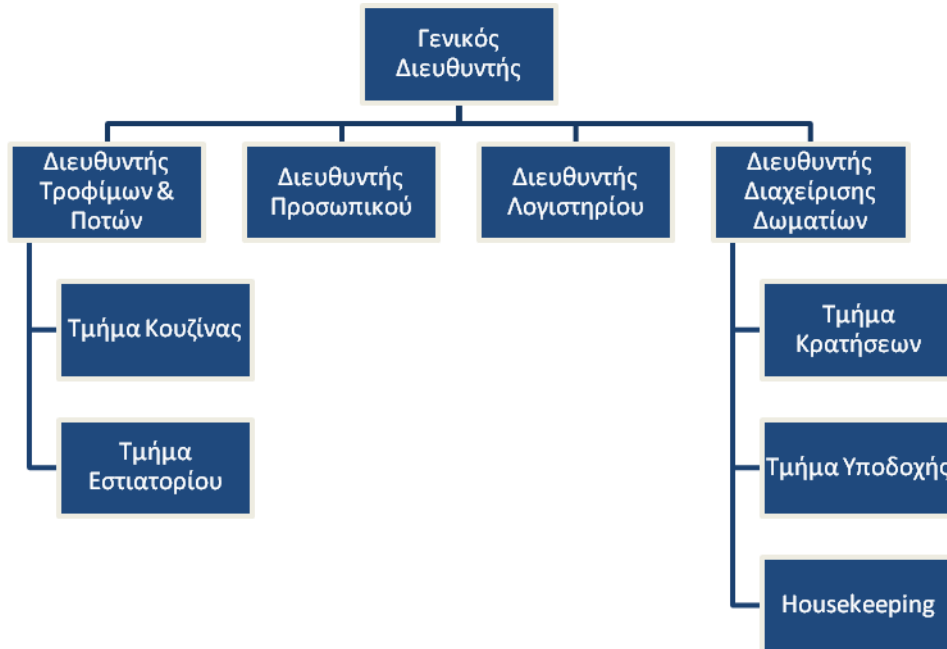 Γενικός
Διευθυντής
Διευθυντής
Τροφίμων &
Ποτών
Διευθυντής
Προσωπικού
Διευθυντής
Λογιστηρίου
Διευθυντής
Διαχείρισης
Δωματίων
Τμήμα Κουζίνας
Τμήμα
Εστιατορίου
Τμήμα
Κρατήσεων
Τμήμα Υποδοχής
Housekeeping